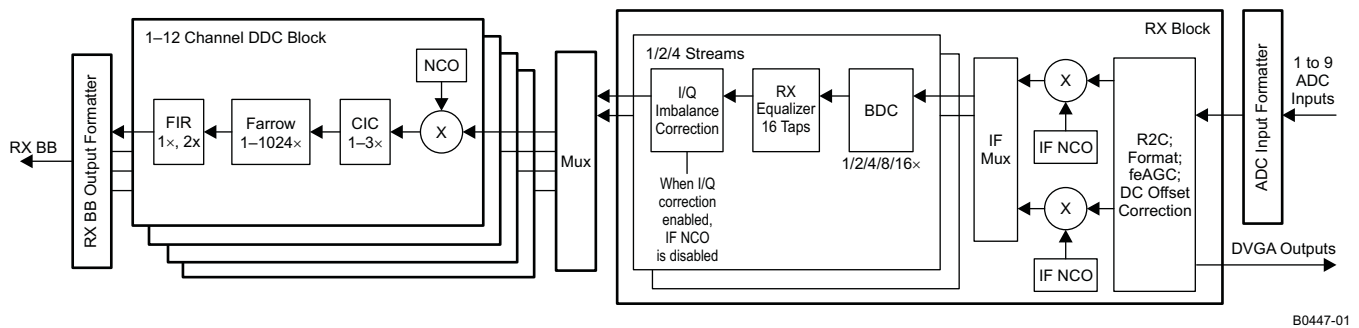 1–12 Channel DDC Block
NCO
FIR
1×, 2x
Farrow
1–1024×
CIC
1–3×
X
RX BB
RX BB Output Formatter
Mux
RX Block
1/2/4 Streams
I/Q
Imbalance
Correction
RX
Equalizer
16 Taps
BDC
1/2/4/8/16×
When I/Q
correction
enabled,
IF NCO
is disabled
IF
Mux
X
IF NCO
X
IF NCO
R2C;
Format;
feAGC;
DC Offset
Correction
ADC Input Formatter
1 to 9
ADC
Inputs
DVGA Outputs
B0447-01